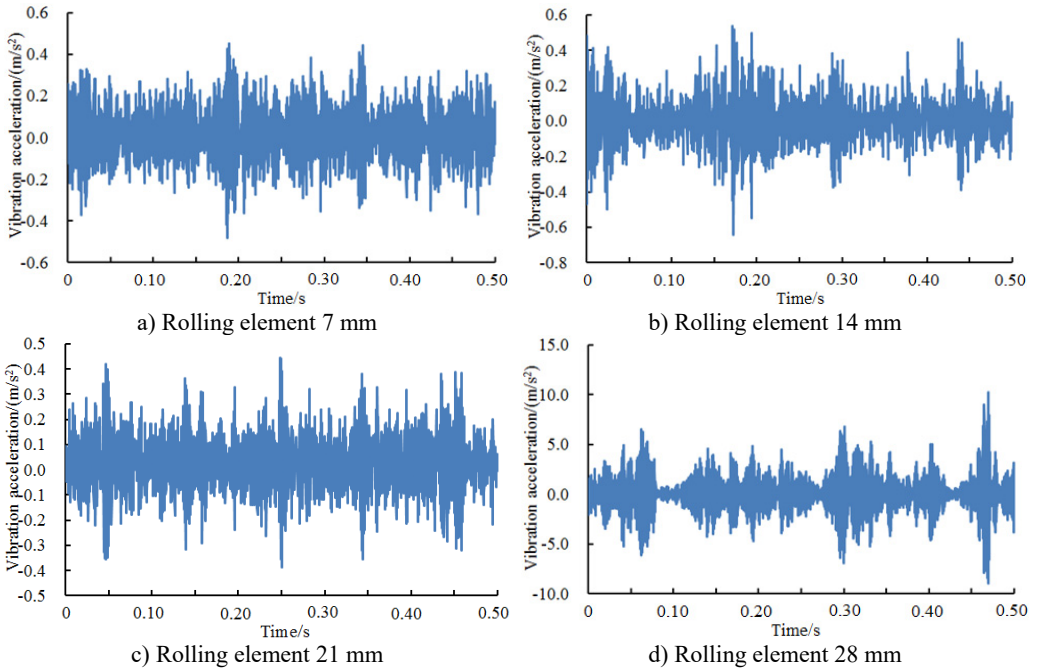 Vibration acceleration/(m/s²)
0.6
0.4
0.2
0.0
-0.2
-0.4
-0.6
0 0.10 0.20 0.30 0.40 0.50
Time/s
a) Rolling element 7 mm
Vibration acceleration/(m/s²)
0.6
0.4
0.2
0.0
-0.2
-0.4
-0.6
-0.8
0 0.10 0.20 0.30 0.40 0.50
Time/s
b) Rolling element 14 mm
Vibration acceleration/(m/s²)
0.5
0.4
0.3
0.2
0.1
0.0
-0.1
-0.2
-0.3
-0.4
-0.5
0 0.10 0.20 0.30 0.40 0.50
Time/s
c) Rolling element 21 mm
Vibration acceleration/(m/s²)
15.0
10.0
5.0
0.0
-5.0
-10.0
0 0.10 0.20 0.30 0.40 0.50
Time/s
d) Rolling element 28 mm